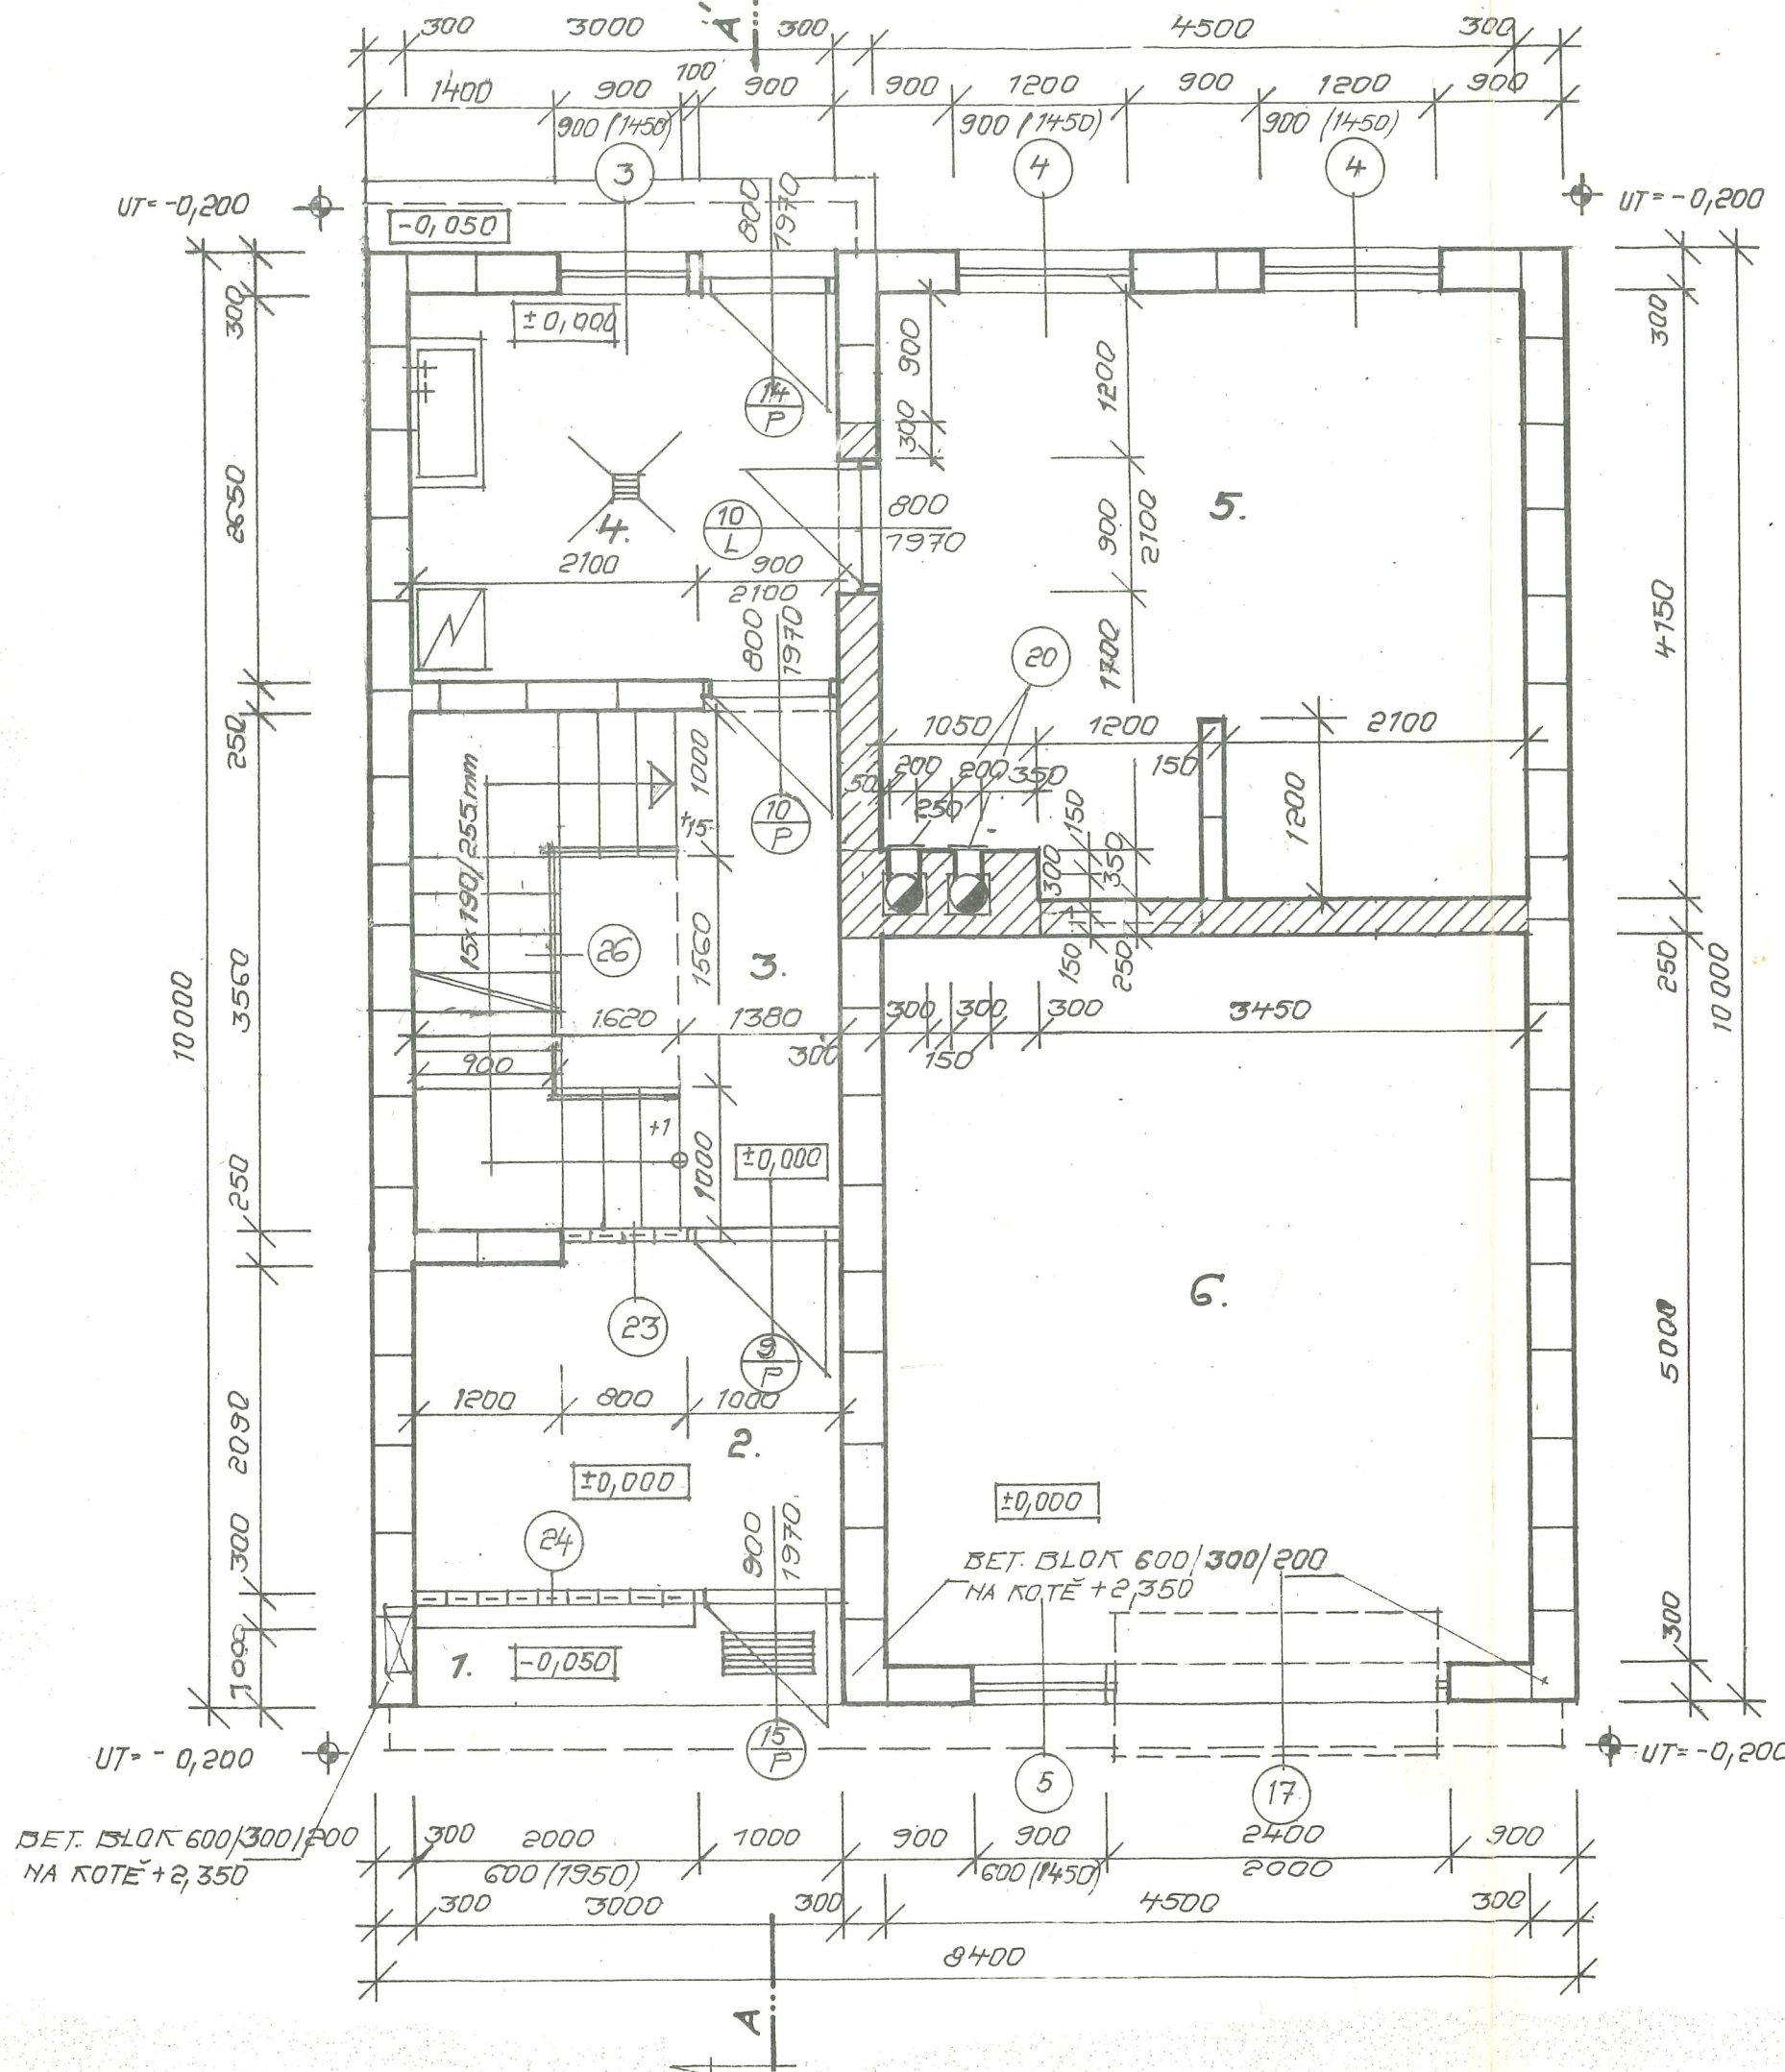 300 3000 A' 300 4500 300
1400 900 100 900 900 1200 900 1200 900
900 (1450) 900 (1450) 900 (1450)
3 4 4
UT = -0,200 -0,050 800 1970 UT = -0,200
300 ±0,000 900 1200 300
14
P
300
2650 10 800 900 5.
L 1970 2100
4.
2100 900
2100 4150
800 1970 20 1700
250 1050 1200 2100
15x190/255mm 1000 50 200 200 350 150
+15 10 250 150 1200
P
300 350
26 3. 150 250 250
10000 3560 1560 10000
1620 1380 300 300 300 3450
900 300 150
+1
250 1000 ±0,000
6.
23 9
P
5000
1200 800 1000
2090 2.
±0,000 ±0,000
24 900 1970
300 BET. BLOK 600/300/200
NA KOTĚ +2,350 300
1000 1. -0,050
15
P
UT = -0,200 5 17 UT = -0,200
BET. BLOK 600/300/200
NA KOTĚ +2,350
300 2000 1000 900 900 2400 900
600 (1950) 600 (1450) 2000
300 3000 300 4500 300
8400
A